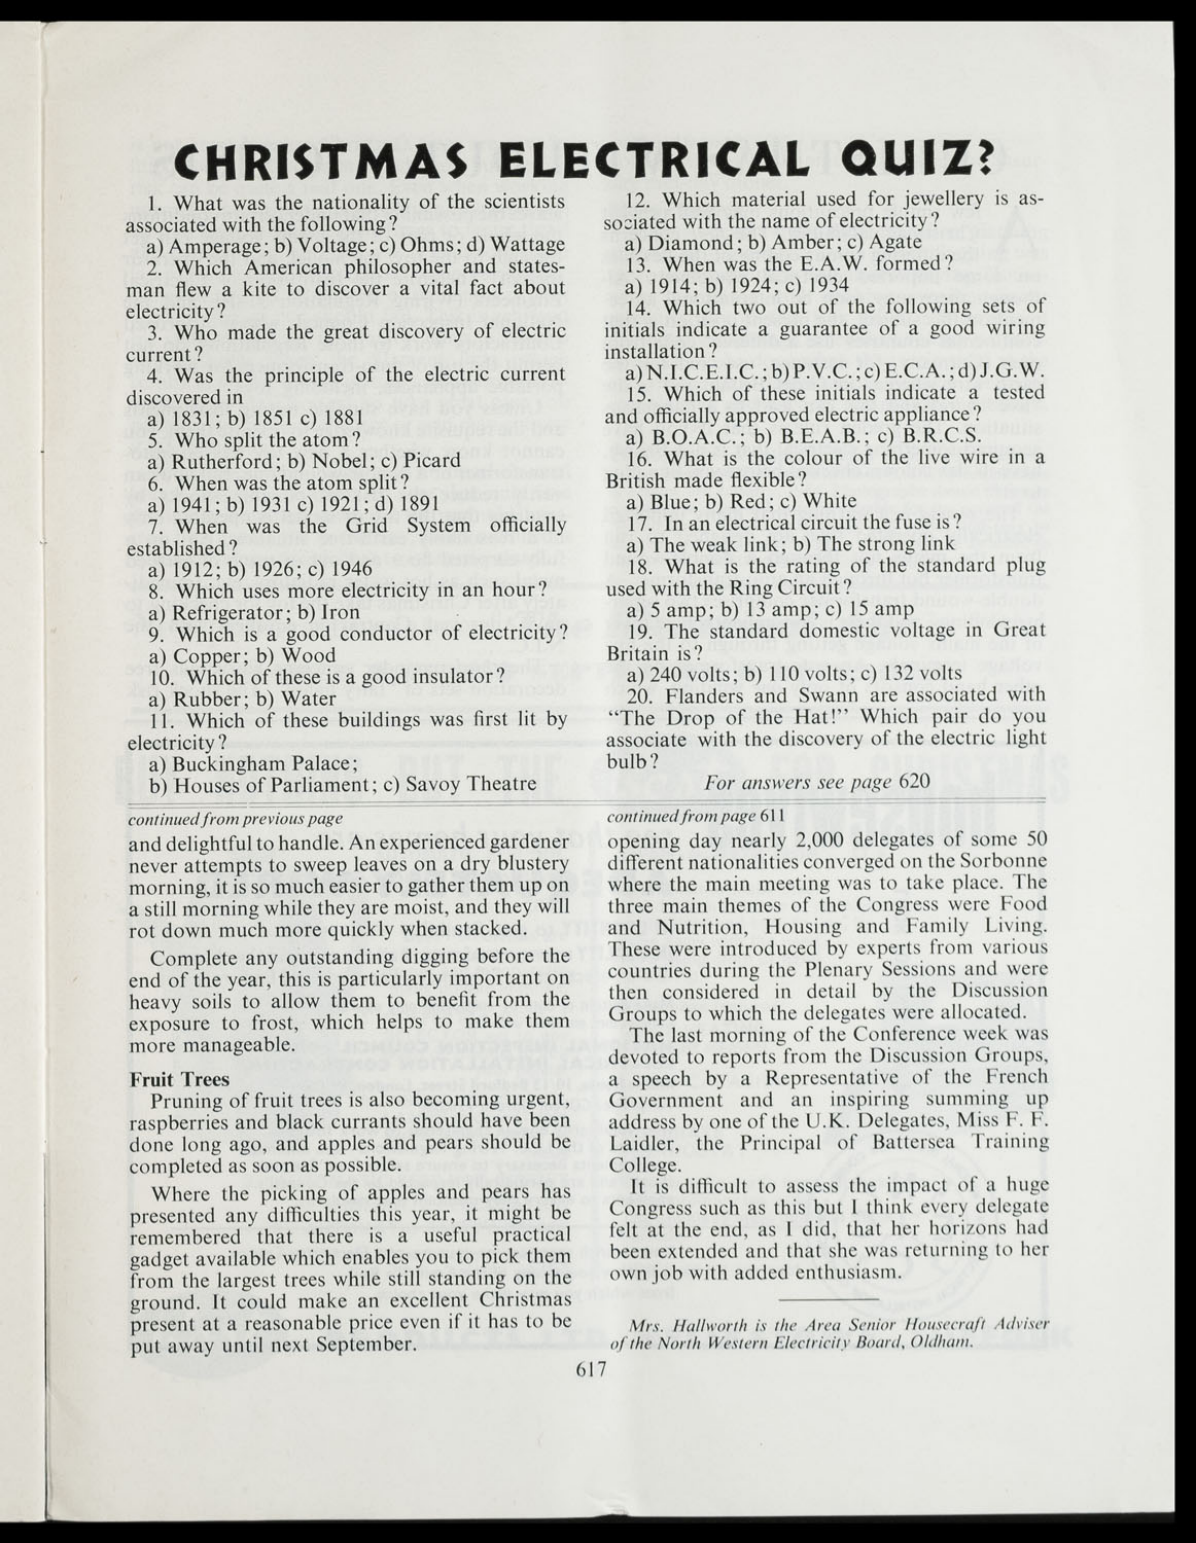 CHRISTMAS ELECTRICAL QUIZ?
1. What was the nationality of the scientists
associated with the following?
a) Amperage; b) Voltage; c) Ohms; d) Wattage
2. Which American philosopher and states-
man flew a kite to discover a vital fact about
electricity?
3. Who made the great discovery of electric
current?
4. Was the principle of the electric current
discovered in
a) 1831; b) 1851 c) 1881
5. Who split the atom?
a) Rutherford; b) Nobel; c) Picard
6. When was the atom split?
a) 1941; b) 1931 c) 1921; d) 1891
7. When was the Grid System officially
established?
a) 1912; b) 1926; c) 1946
8. Which uses more electricity in an hour?
a) Refrigerator; b) Iron
9. Which is a good conductor of electricity?
a) Copper; b) Wood
10. Which of these is a good insulator?
a) Rubber; b) Water
11. Which of these buildings was first lit by
electricity?
a) Buckingham Palace;
b) Houses of Parliament; c) Savoy Theatre
12. Which material used for jewellery is as-
sociated with the name of electricity?
a) Diamond; b) Amber; c) Agate
13. When was the E.A.W. formed?
a) 1914; b) 1924; c) 1934
14. Which two out of the following sets of
initials indicate a guarantee of a good wiring
installation?
a) N.I.C.E.I.C.; b) P.V.C.; c) E.C.A.; d) J.G.W.
15. Which of these initials indicate a tested
and officially approved electric appliance?
a) B.O.A.C.; b) B.E.A.B.; c) B.R.C.S.
16. What is the colour of the live wire in a
British made flexible?
a) Blue; b) Red; c) White
17. In an electrical circuit the fuse is?
a) The weak link; b) The strong link
18. What is the rating of the standard plug
used with the Ring Circuit?
a) 5 amp; b) 13 amp; c) 15 amp
19. The standard domestic voltage in Great
Britain is?
a) 240 volts; b) 110 volts; c) 132 volts
20. Flanders and Swann are associated with
“The Drop of the Hat!” Which pair do you
associate with the discovery of the electric light
bulb?
For answers see page 620
continued from previous page
and delightful to handle. An experienced gardener
never attempts to sweep leaves on a dry blustery
morning, it is so much easier to gather them up on
a still morning while they are moist, and they will
rot down much more quickly when stacked.
Complete any outstanding digging before the
end of the year, this is particularly important on
heavy soils to allow them to benefit from the
exposure to frost, which helps to make them
more manageable.
Fruit Trees
Pruning of fruit trees is also becoming urgent,
raspberries and black currants should have been
done long ago, and apples and pears should be
completed as soon as possible.
Where the picking of apples and pears has
presented any difficulties this year, it might be
remembered that there is a useful practical
gadget available which enables you to pick them
from the largest trees while still standing on the
ground. It could make an excellent Christmas
present at a reasonable price even if it has to be
put away until next September.
continued from page 611
opening day nearly 2,000 delegates of some 50
different nationalities converged on the Sorbonne
where the main meeting was to take place. The
three main themes of the Congress were Food
and Nutrition, Housing and Family Living.
These were introduced by experts from various
countries during the Plenary Sessions and were
then considered in detail by the Discussion
Groups to which the delegates were allocated.
The last morning of the Conference week was
devoted to reports from the Discussion Groups,
a speech by a Representative of the French
Government and an inspiring summing up
address by one of the U.K. Delegates, Miss F. F.
Laidler, the Principal of Battersea Training
College.
It is difficult to assess the impact of a huge
Congress such as this but I think every delegate
felt at the end, as I did, that her horizons had
been extended and that she was returning to her
own job with added enthusiasm.
Mrs. Hallworth is the Area Senior Housecraft Adviser
of the North Western Electricity Board, Oldham.
617